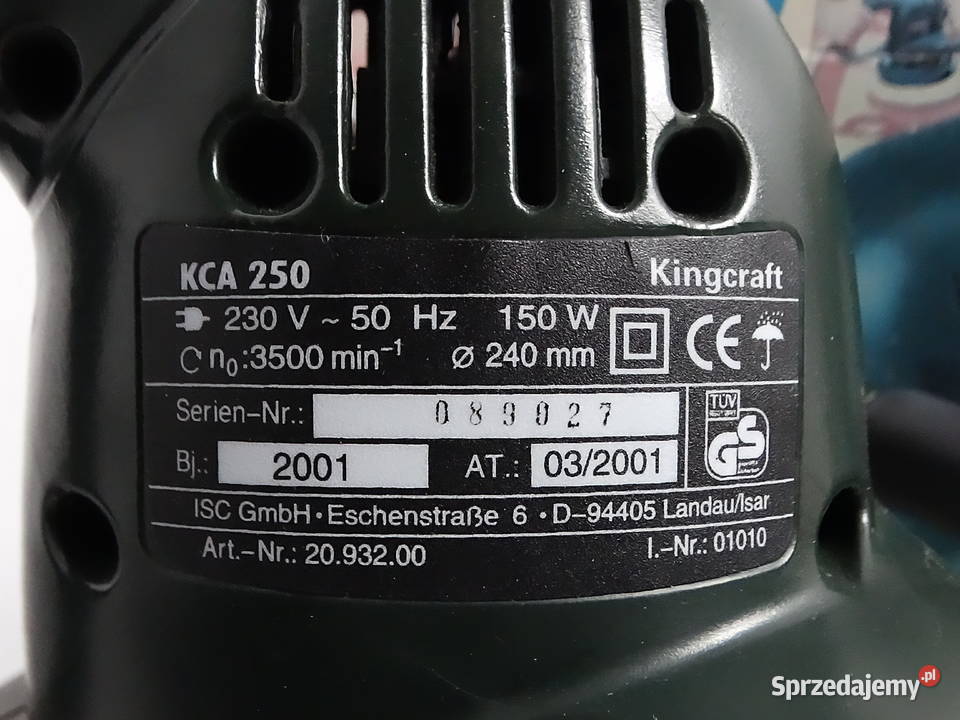 KCA 250 Kingcraft
230 V ~ 50 Hz 150 W
n₀:3500 min⁻¹ ⌀ 240 mm CE
Serien-Nr.: 089027
TÜV
GS
Bj.: 2001 AT.: 03/2001
ISC GmbH · Eschenstraße 6 · D-94405 Landau/Isar
Art.-Nr.: 20.932.00 I.-Nr.: 01010
Sprzedajemy.pl